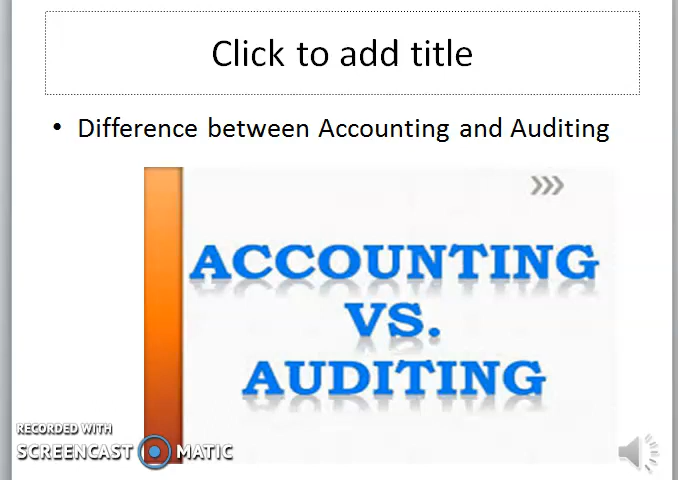 Click to add title
• Difference between Accounting and Auditing
ACCOUNTING
VS.
AUDITING
RECORDED WITH
SCREENCAST MATIC